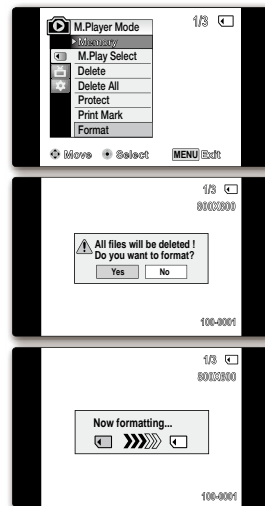 M.Player Mode 1/3
Memory
M.Play Select
Delete
Delete All
Protect
Print Mark
Format
Move Select MENU Exit
1/3
800X600
All files will be deleted !
Do you want to format?
Yes No
100-0001
1/3
800X600
Now formatting...
100-0001